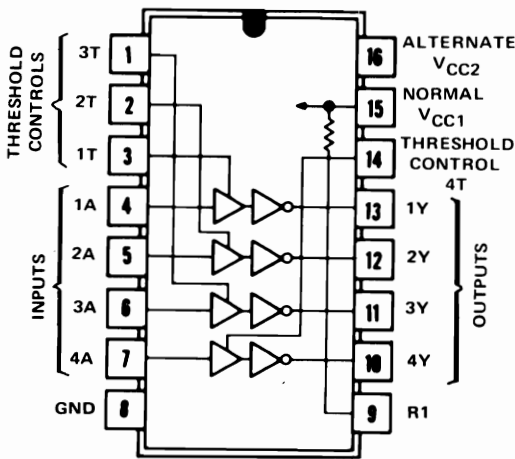 THRESHOLD
CONTROLS
3T 1
2T 2
1T 3
INPUTS
1A 4
2A 5
3A 6
4A 7
GND 8
16 ALTERNATE
VCC2
15 NORMAL
VCC1
14 THRESHOLD
CONTROL
4T
13 1Y
12 2Y
11 3Y
10 4Y
OUTPUTS
9 R1